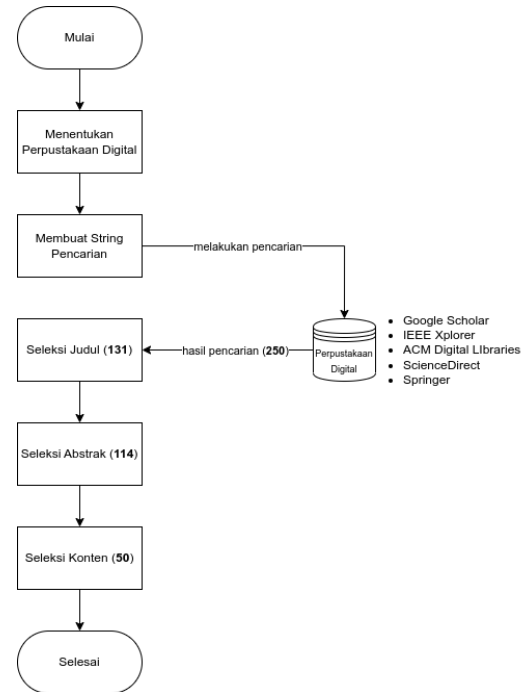 Mulai
Menentukan
Perpustakaan Digital
Membuat String
Pencarian
melakukan pencarian
Perpustakaan
Digital
Google Scholar
IEEE Xplorer
ACM Digital LIbraries
ScienceDirect
Springer
hasil pencarian (250)
Seleksi Judul (131)
Seleksi Abstrak (114)
Seleksi Konten (50)
Selesai